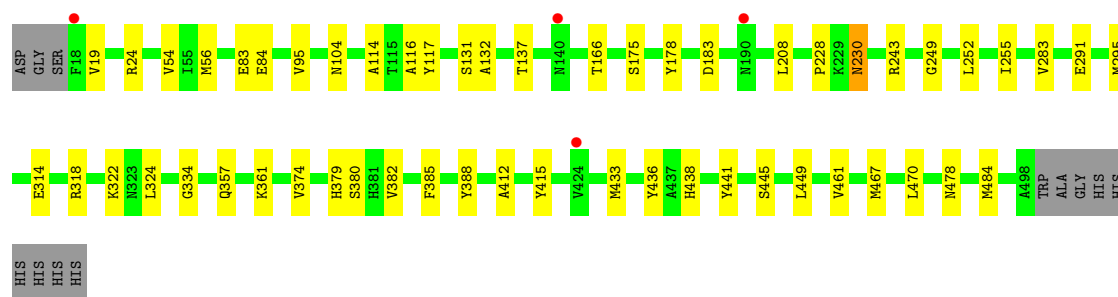 ASP GLY SER F18 V19 R24 V54 I55 M56 E83 E84 V95 N104 A114 T115 A116 Y117 S131 A132 T137 N140 T166 S175 Y178 D183 N190 L208 P228 K229 N230 R243 G249 L252 I255 V283 E291 M295
E314 R318 K322 N323 L324 G334 Q357 K361 V374 H379 S380 H381 V382 F385 Y388 A412 Y415 V424 M433 Y436 A437 H438 Y441 S445 L449 V461 M467 L470 N478 M484 A498 TRP ALA GLY HIS HIS
HIS HIS HIS HIS